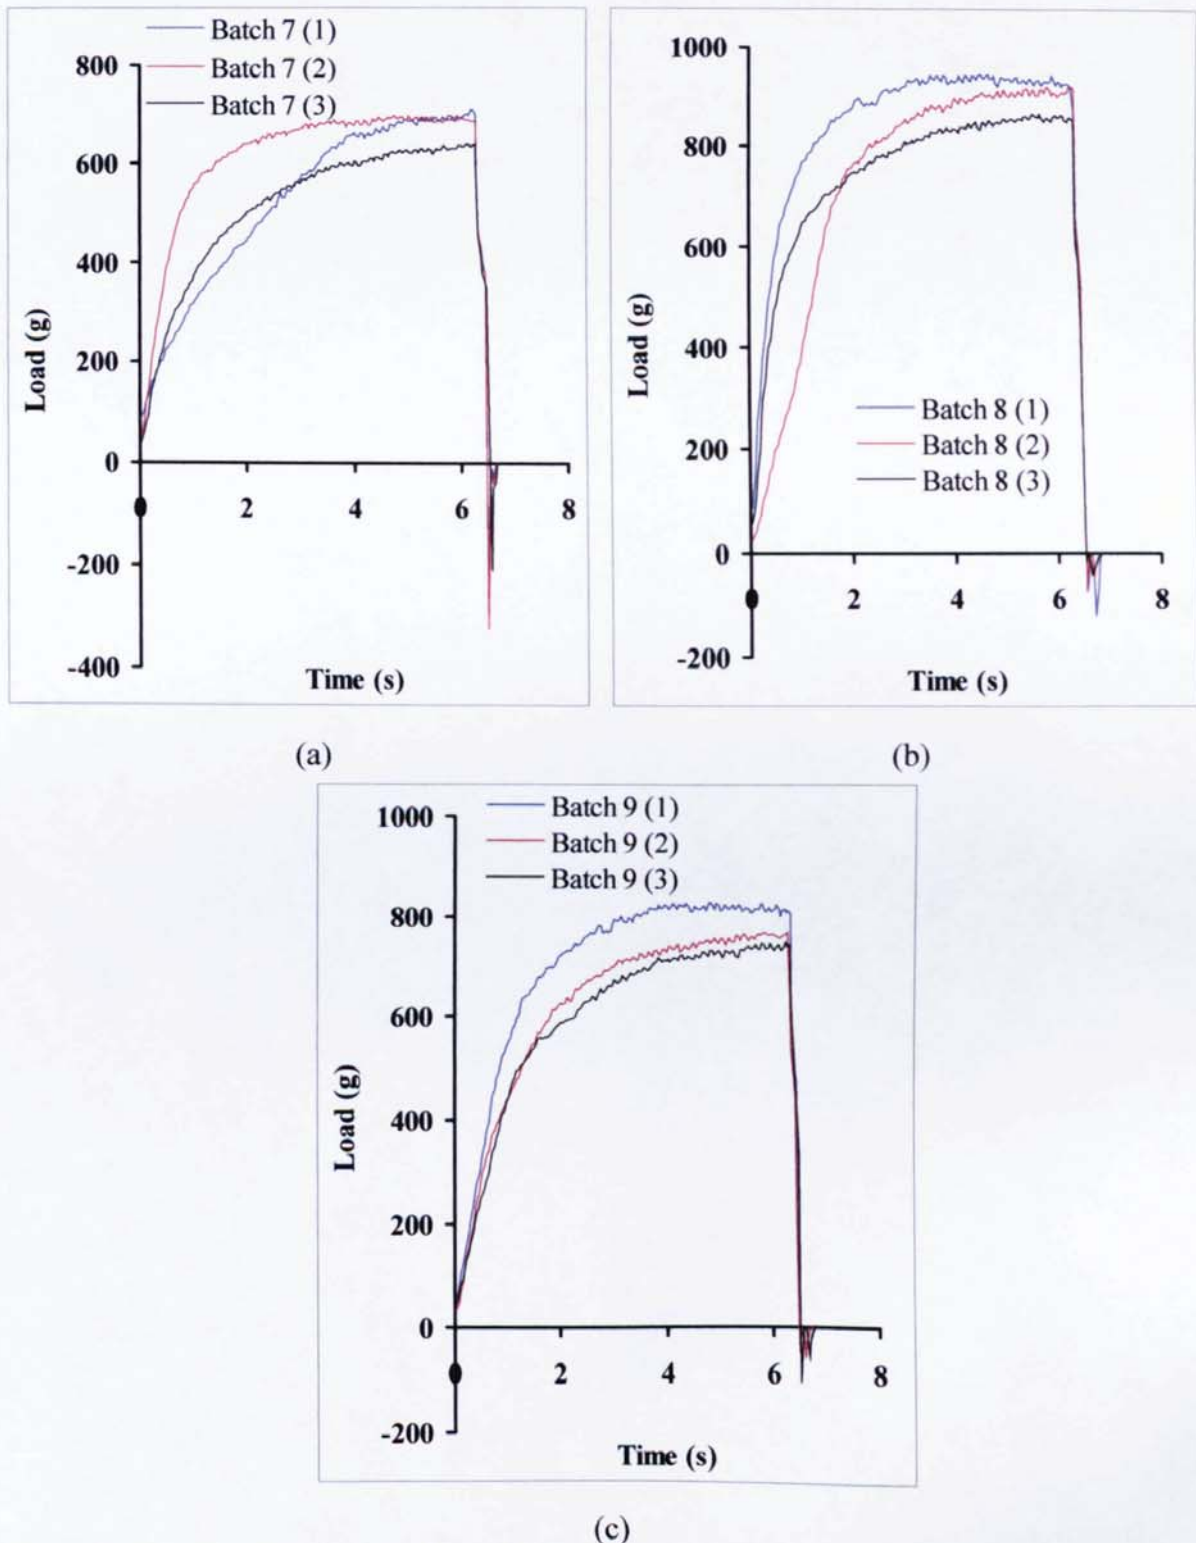 Batch 7 (1)
Batch 7 (2)
Batch 7 (3)
800
600
400
200
0
-200
-400
0 2 4 6 8
Load (g)
Time (s)
(a)
1000
800
600
400
200
0
-200
0 2 4 6 8
Load (g)
Batch 8 (1)
Batch 8 (2)
Batch 8 (3)
Time (s)
(b)
Batch 9 (1)
Batch 9 (2)
Batch 9 (3)
1000
800
600
400
200
0
-200
0 2 4 6 8
Load (g)
Time (s)
(c)